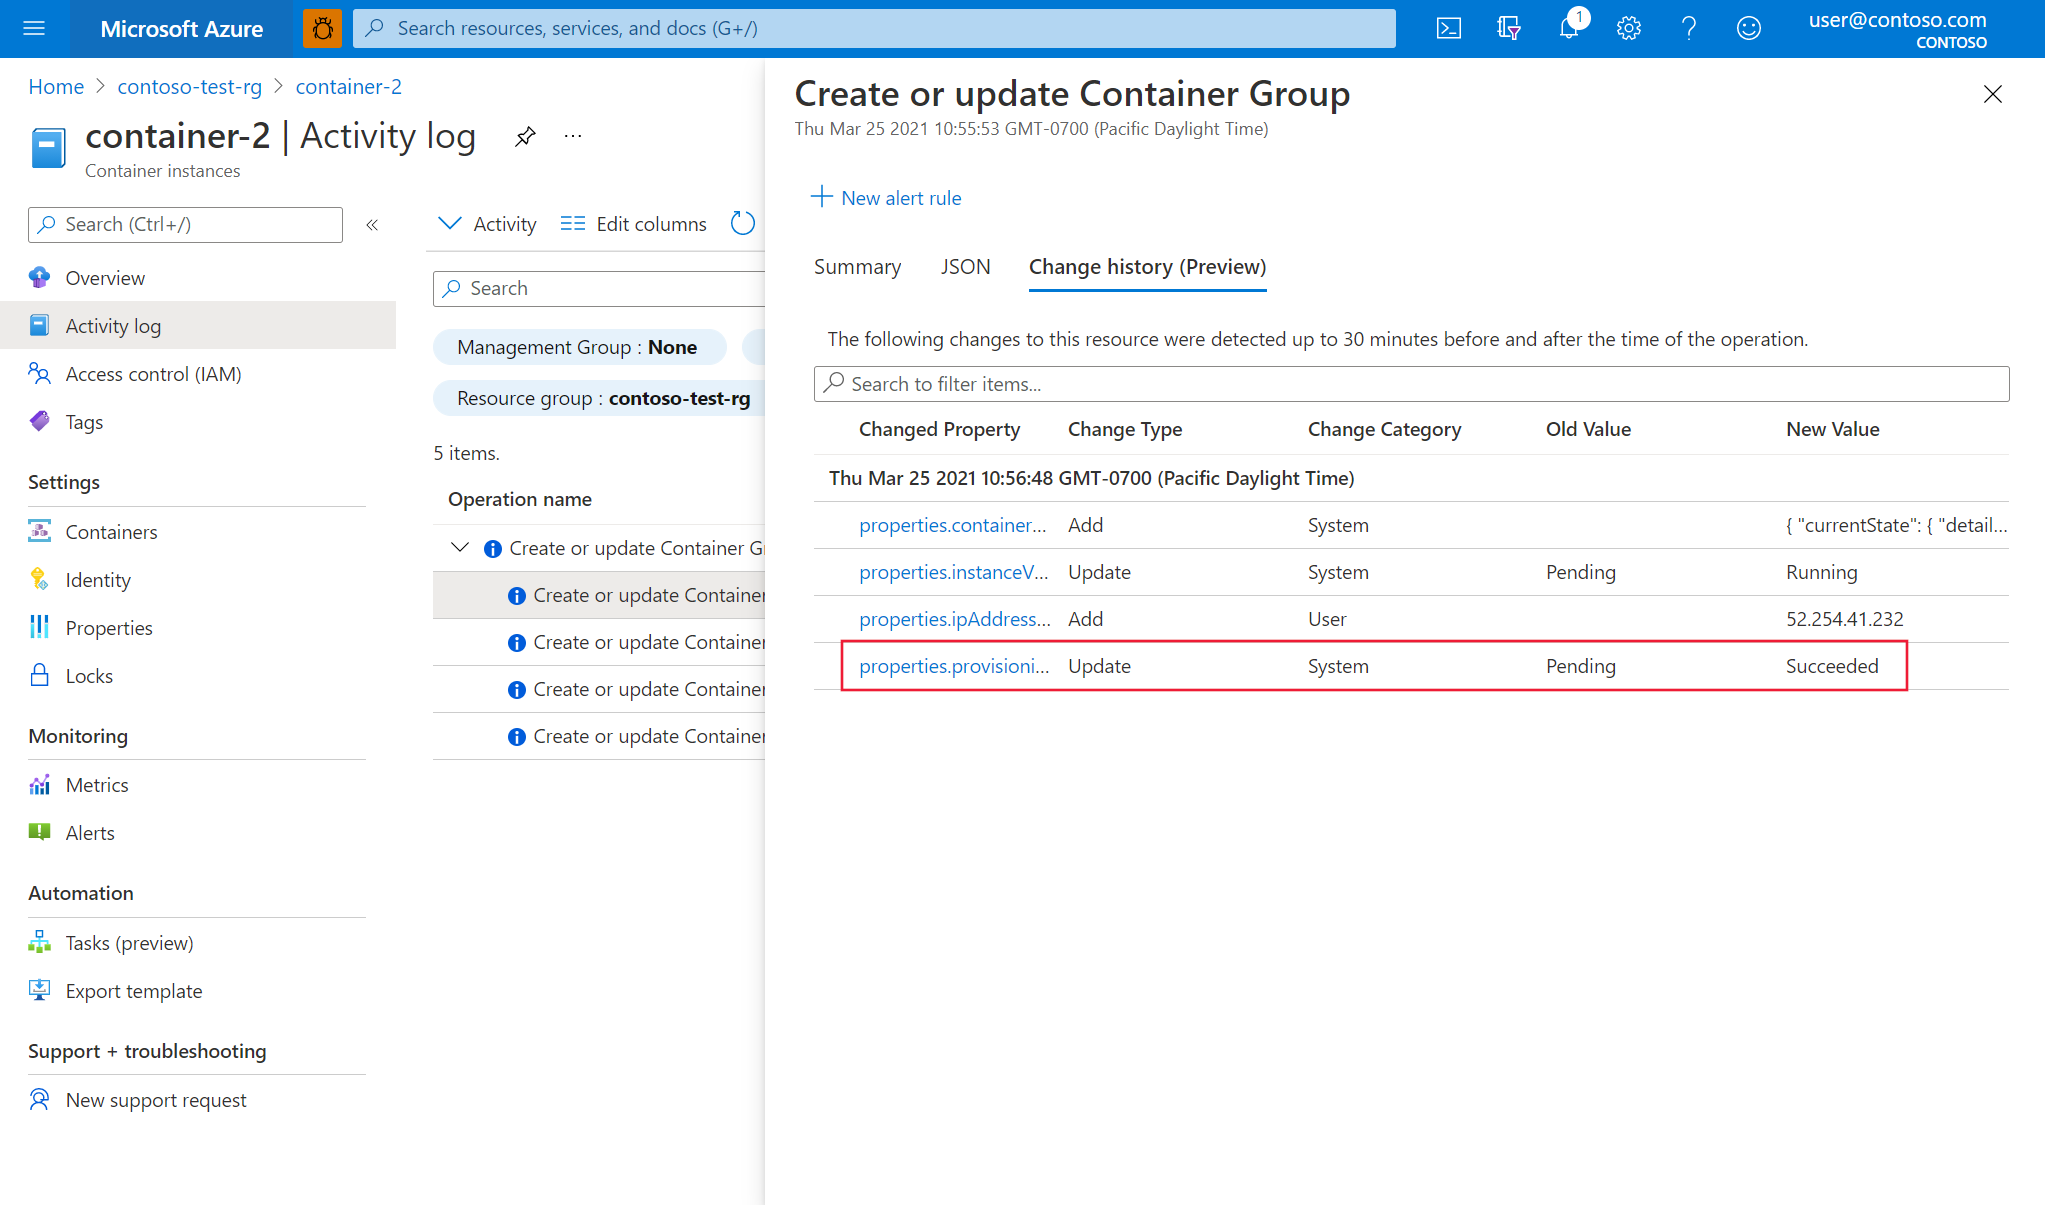 Microsoft Azure
Search resources, services, and docs (G+/)
1
user@contoso.com
CONTOSO
Home > contoso-test-rg > container-2
container-2 | Activity log
...
Container instances
Search (Ctrl+/)
«
Overview
Activity log
Access control (IAM)
Tags
Settings
Containers
Identity
Properties
Locks
Monitoring
Metrics
Alerts
Automation
Tasks (preview)
Export template
Support + troubleshooting
New support request
Activity
Edit columns
Search
Management Group : None
Resource group : contoso-test-rg
5 items.
Operation name
Create or update Container G
Create or update Container
Create or update Container
Create or update Container
Create or update Container
Create or update Container Group
Thu Mar 25 2021 10:55:53 GMT-0700 (Pacific Daylight Time)
New alert rule
Summary JSON Change history (Preview)
The following changes to this resource were detected up to 30 minutes before and after the time of the operation.
Search to filter items...
Changed Property Change Type Change Category Old Value New Value
Thu Mar 25 2021 10:56:48 GMT-0700 (Pacific Daylight Time)
properties.container... Add System { "currentState": { "detail...
properties.instanceV... Update System Pending Running
properties.ipAddress... Add User 52.254.41.232
properties.provisioni... Update System Pending Succeeded